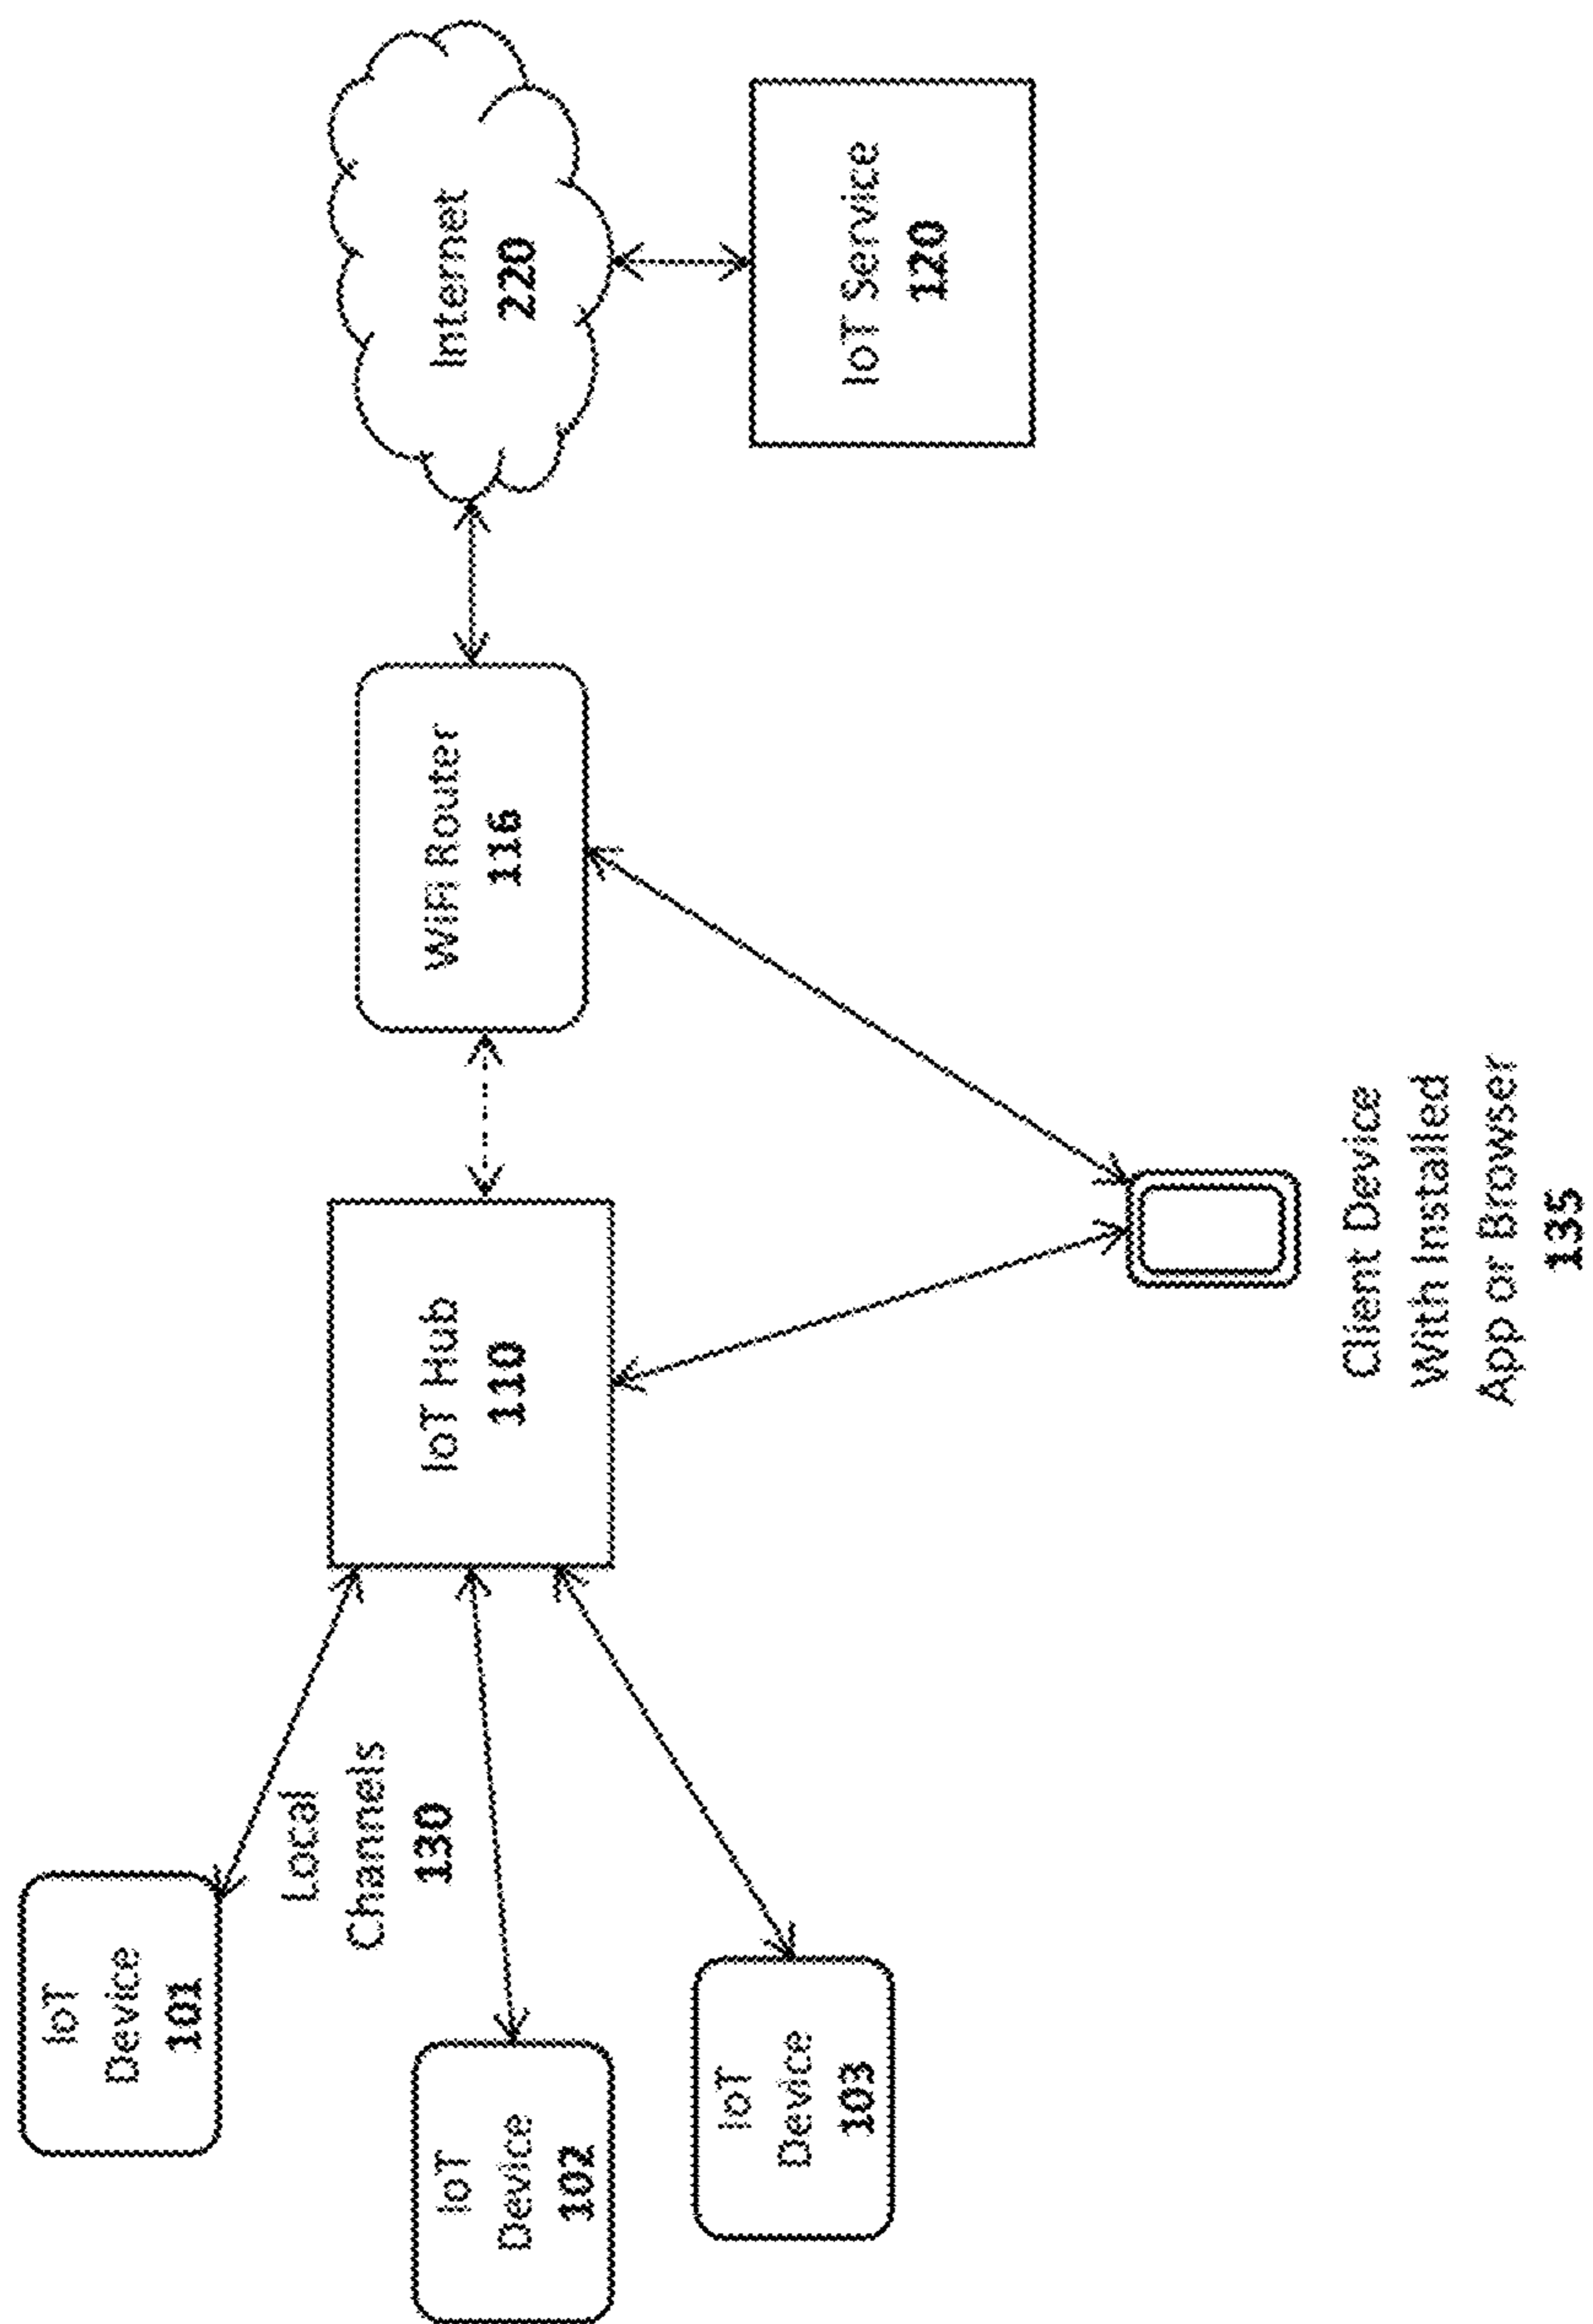 IoT
Device
101
IoT
Device
102
IoT
Device
103
Local
Channels
130
IoT Hub
110
WiFi Router
116
Internet
220
IoT Service
120
Client Device
With Installed
App or Browser
135